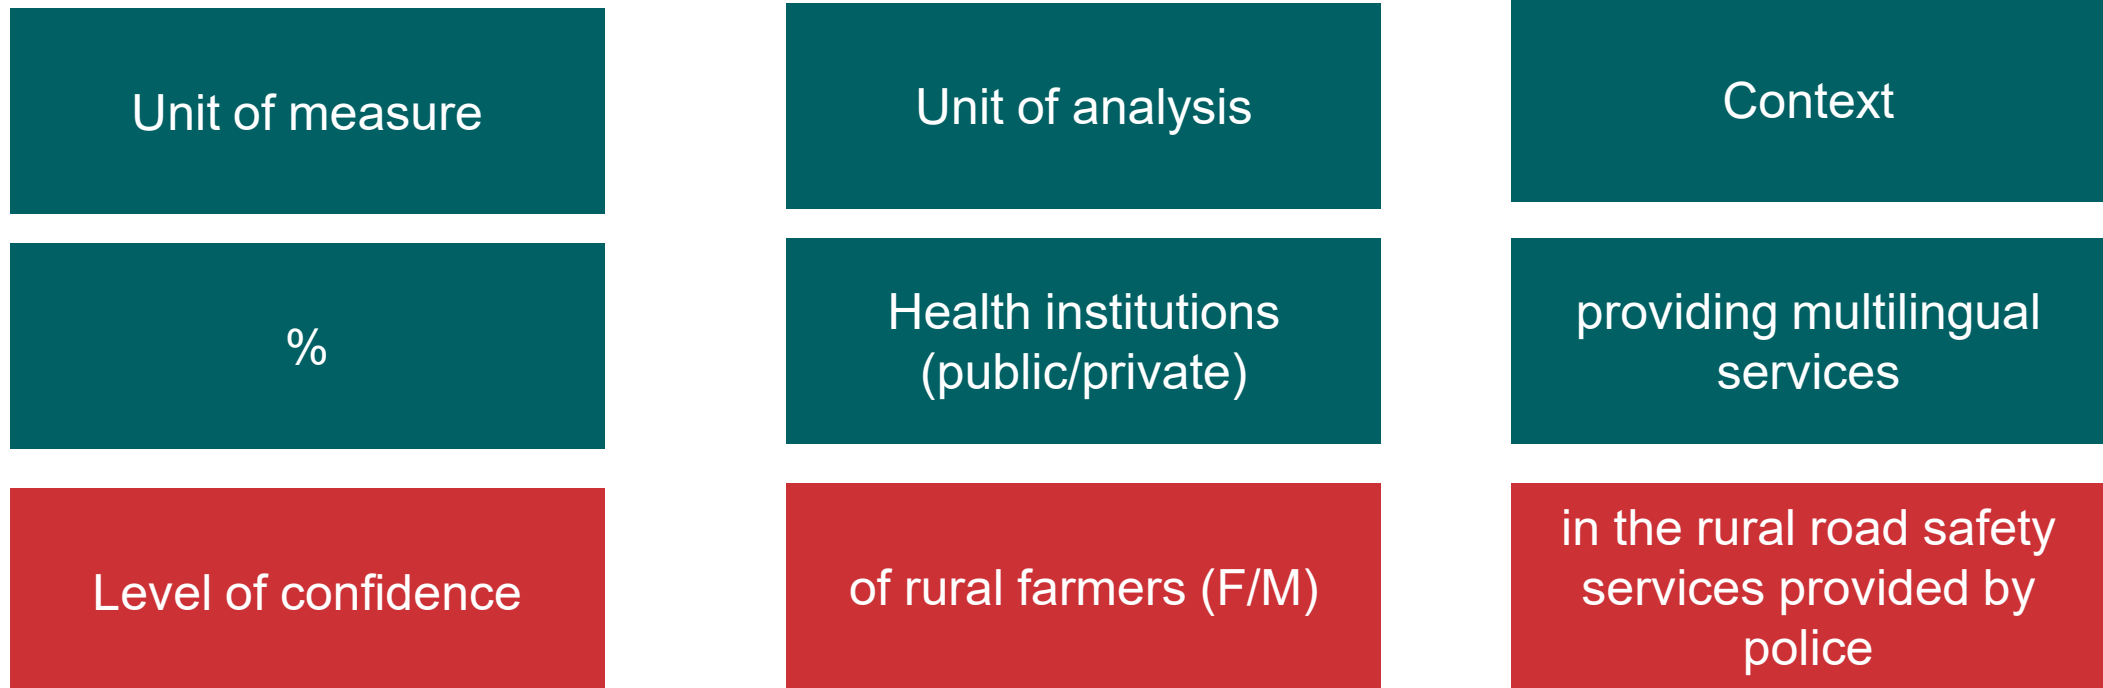 Unit of measure
Unit of analysis
Context
%
Health institutions
(public/private)
providing multilingual
services
Level of confidence
of rural farmers (F/M)
in the rural road safety
services provided by
police